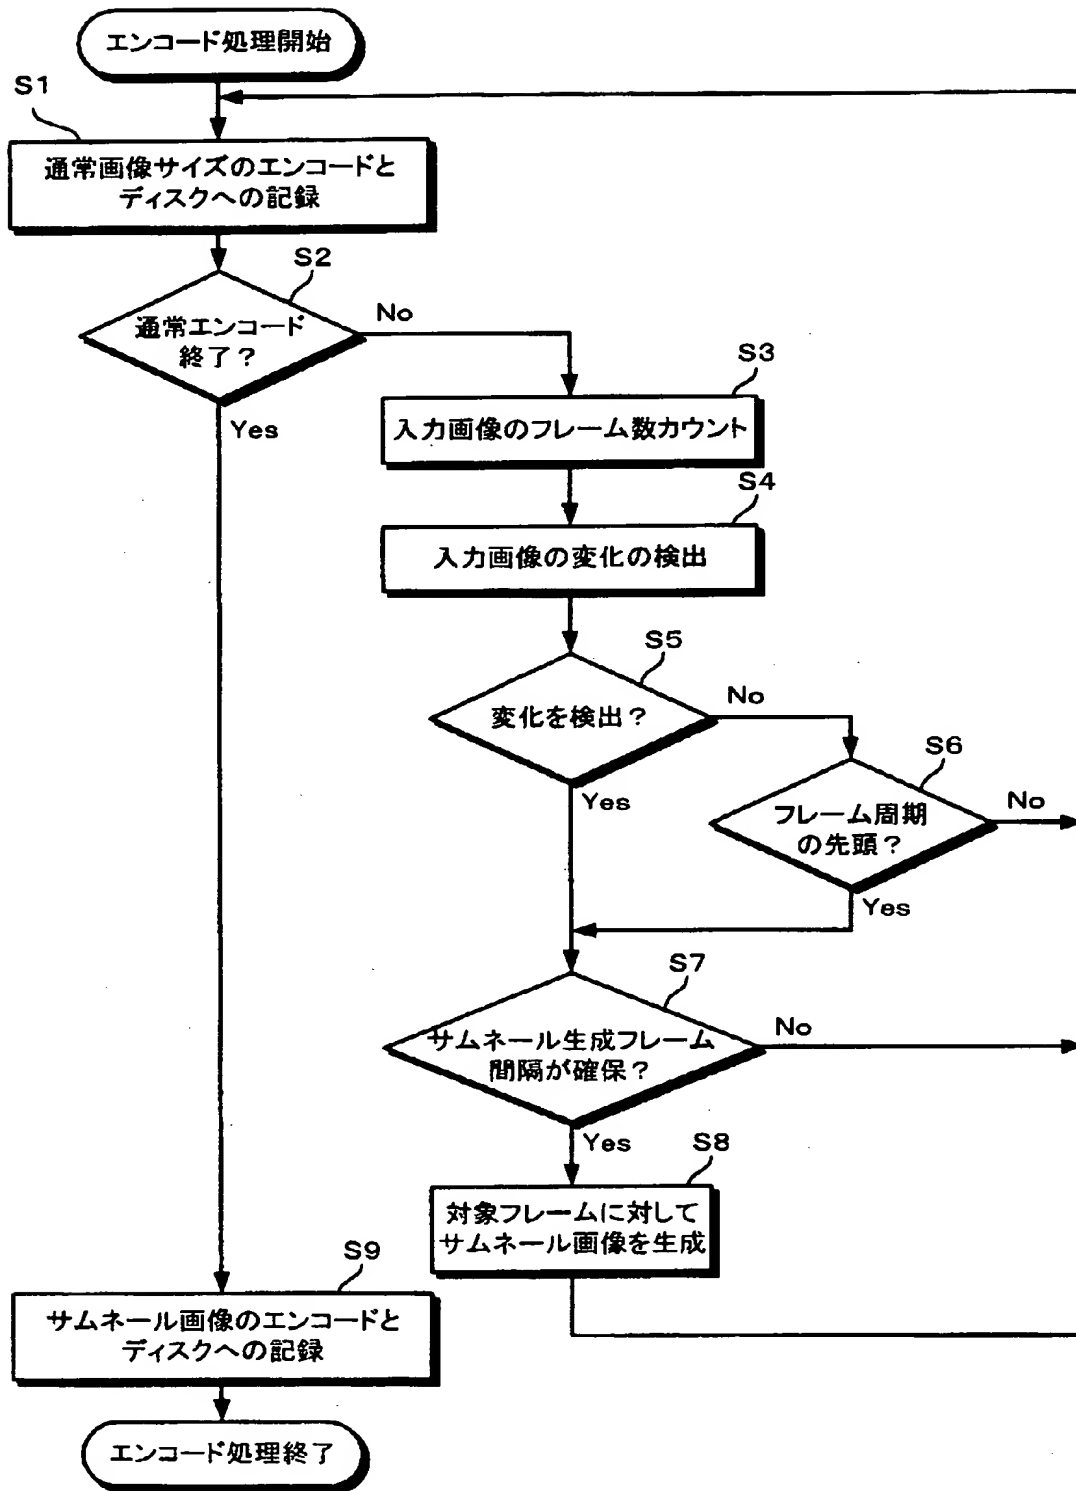 エンコード処理開始
S1
通常画像サイズのエンコードと
ディスクへの記録
S2
通常エンコード
終了？
No
Yes
S3
入力画像のフレーム数カウント
S4
入力画像の変化の検出
S5
変化を検出？
No
Yes
S6
フレーム周期
の先頭？
No
Yes
S7
サムネール生成フレーム
間隔が確保？
No
Yes
S8
対象フレームに対して
サムネール画像を生成
S9
サムネール画像のエンコードと
ディスクへの記録
エンコード処理終了